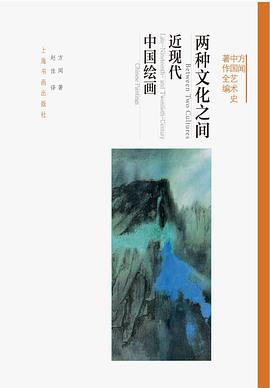 方闻
中国艺术史
著作全编
两种文化之间
Between Two Cultures
近现代
Late-Nineteenth- and Twentieth-Century
中国绘画
Chinese Paintings
方闻 著
赵佳 译
上海书画出版社